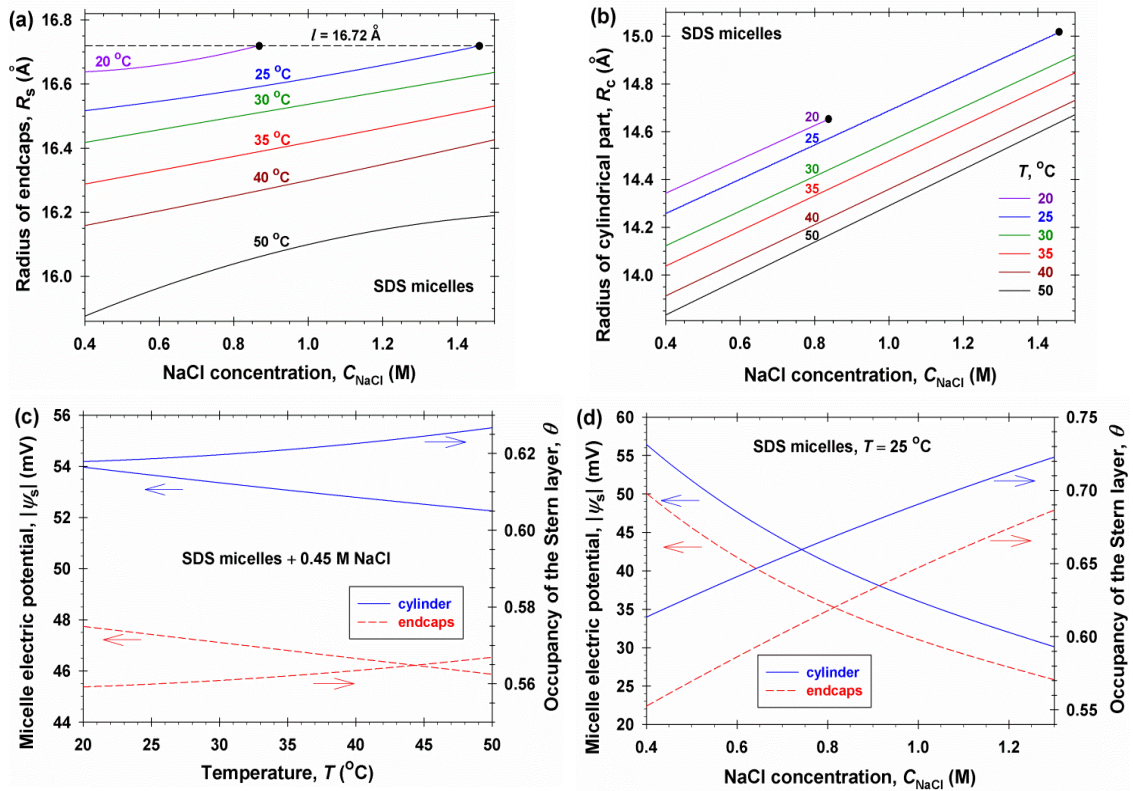 (a)
l = 16.72 Å
20 °C
25 °C
30 °C
35 °C
40 °C
50 °C
SDS micelles
Radius of endcaps, Rs (Å)
16.8
16.6
16.4
16.2
16.0
0.4 0.6 0.8 1.0 1.2 1.4
NaCl concentration, CNaCl (M)
(b)
SDS micelles
20
25
30
35
40
50
T, °C
20
25
30
35
40
50
Radius of cylindrical part, Rc (Å)
15.0
14.8
14.6
14.4
14.2
14.0
0.4 0.6 0.8 1.0 1.2 1.4
NaCl concentration, CNaCl (M)
(c)
SDS micelles + 0.45 M NaCl
cylinder
endcaps
Micelle electric potential, |ψs| (mV)
56
54
52
50
48
46
44
Occupancy of the Stern layer, θ
0.62
0.60
0.58
0.56
20 25 30 35 40 45 50
Temperature, T (°C)
(d)
SDS micelles, T = 25 °C
cylinder
endcaps
Micelle electric potential, |ψs| (mV)
60
55
50
45
40
35
30
25
20
Occupancy of the Stern layer, θ
0.75
0.70
0.65
0.60
0.55
0.4 0.6 0.8 1.0 1.2
NaCl concentration, CNaCl (M)